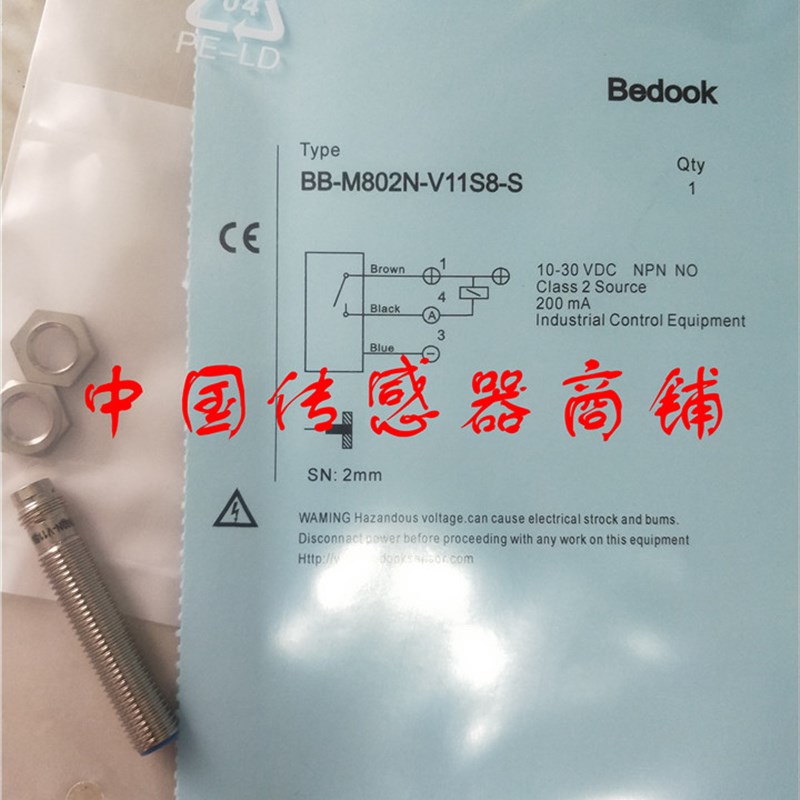 04
PE-LD
Bedook
Type
BB-M802N-V11S8-S
Qty
1
CE
Brown
1
10-30 VDC NPN NO
Class 2 Source
200 mA
Industrial Control Equipment
4
Black
A
3
Blue
中国传感器商铺
SN: 2mm
WAMING Hazandous voltage.can cause electrical strock and bums.
Disconnact power before proceeding with any work on this equipment
Http://
sensor.com